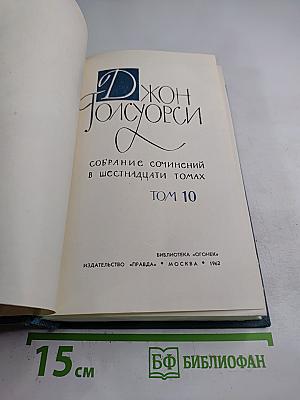 ДЖОН
ГОЛСУОРСИ
СОБРАНИЕ СОЧИНЕНИЙ
В ШЕСТНАДЦАТИ ТОМАХ
ТОМ 10
БИБЛИОТЕКА «ОГОНЕК»
ИЗДАТЕЛЬСТВО «ПРАВДА» • МОСКВА • 1962
15 см
БФ БИБЛИОФАН